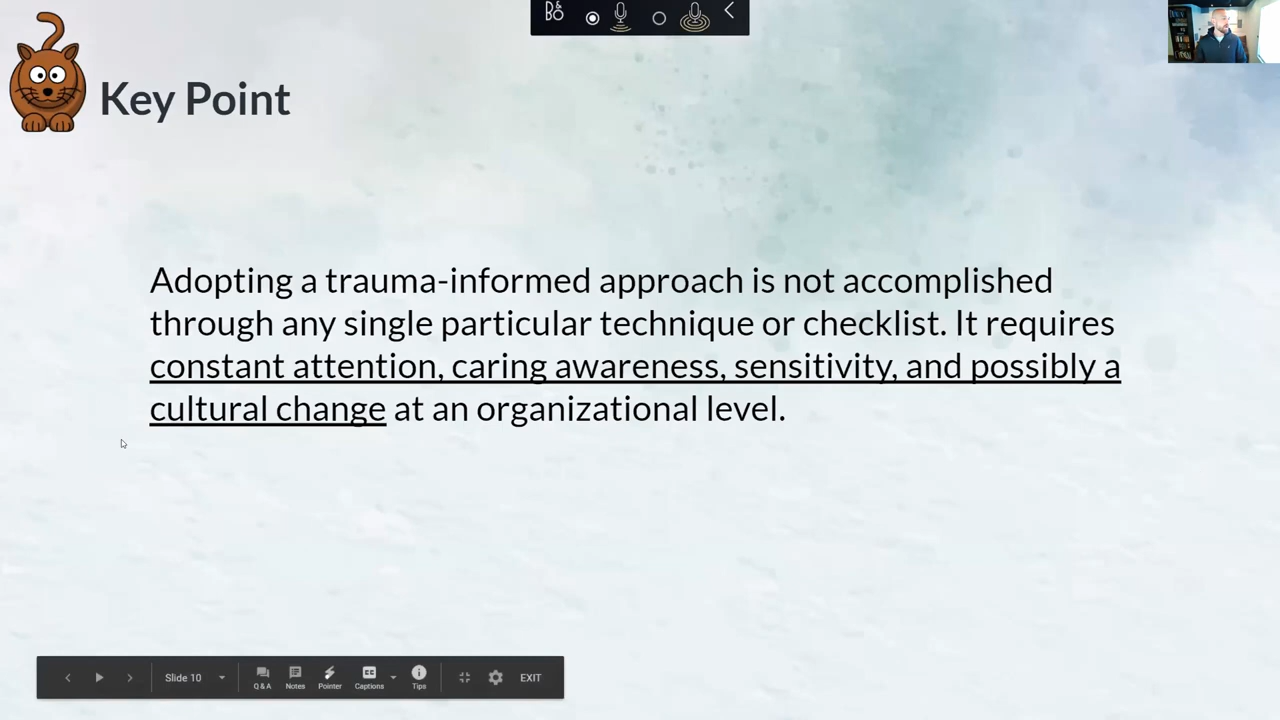 B&O
Key Point
Adopting a trauma-informed approach is not accomplished
through any single particular technique or checklist. It requires
constant attention, caring awareness, sensitivity, and possibly a
cultural change at an organizational level.
Slide 10
Q & A
Notes
Pointer
CC
Captions
Tips
EXIT